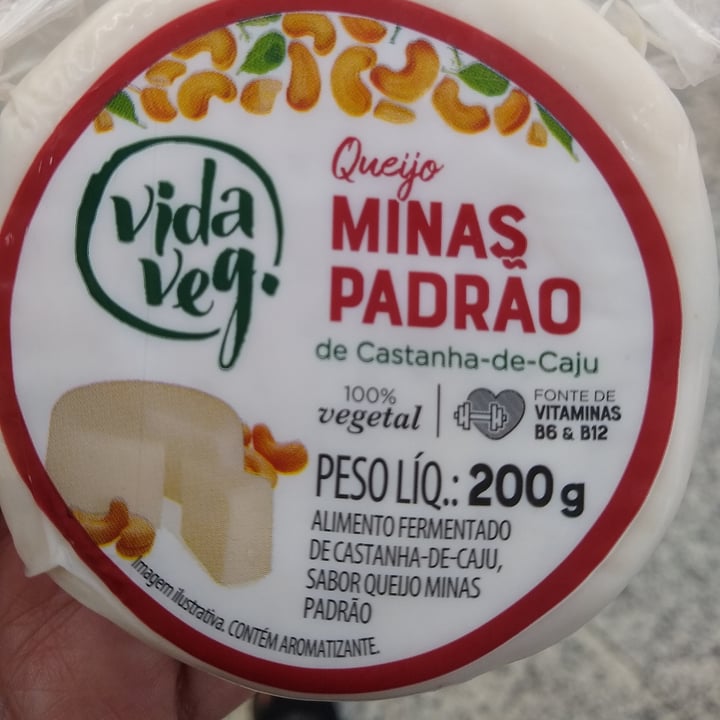 vida
veg.
Queijo
MINAS
PADRÃO
de Castanha-de-Caju
100%
vegetal
FONTE DE
VITAMINAS
B6 & B12
PESO LÍQ.: 200 g
ALIMENTO FERMENTADO
DE CASTANHA-DE-CAJU,
SABOR QUEIJO MINAS
PADRÃO
Imagem ilustrativa. CONTÉM AROMATIZANTE.